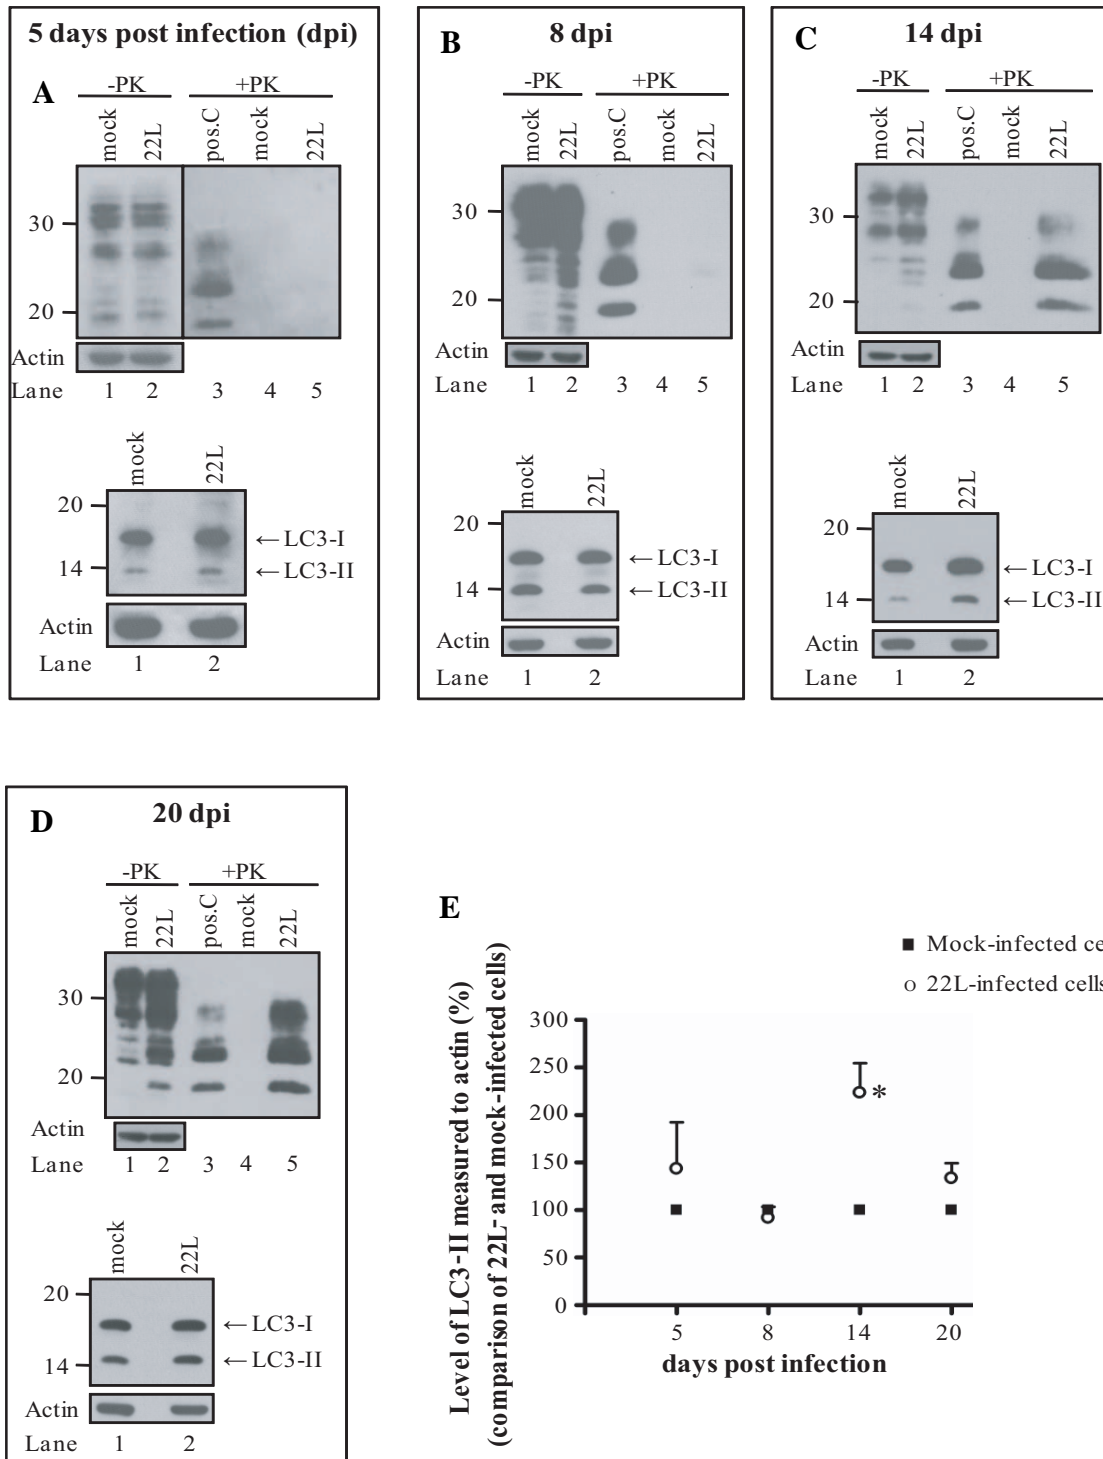 5 days post infection (dpi)
A
-PK +PK
mock 22L pos.C mock 22L
30
20
Actin
Lane 1 2 3 4 5
mock 22L
20
14
←LC3-I
←LC3-II
Actin
Lane 1 2
B 8 dpi
-PK +PK
mock 22L pos.C mock 22L
30
20
Actin
Lane 1 2 3 4 5
mock 22L
20
14
←LC3-I
←LC3-II
Actin
Lane 1 2
C 14 dpi
-PK +PK
mock 22L pos.C mock 22L
30
20
Actin
Lane 1 2 3 4 5
mock 22L
20
14
←LC3-I
←LC3-II
Actin
Lane 1 2
D 20 dpi
-PK +PK
mock 22L pos.C mock 22L
30
20
Actin
Lane 1 2 3 4 5
mock 22L
20
14
←LC3-I
←LC3-II
Actin
Lane 1 2
E
Level of LC3-II measured to actin (%)
(comparison of 22L- and mock-infected cells)
■ Mock-infected ce
o 22L-infected cells
300
250
200
150
100
50
0
*
5 8 14 20
days post infection